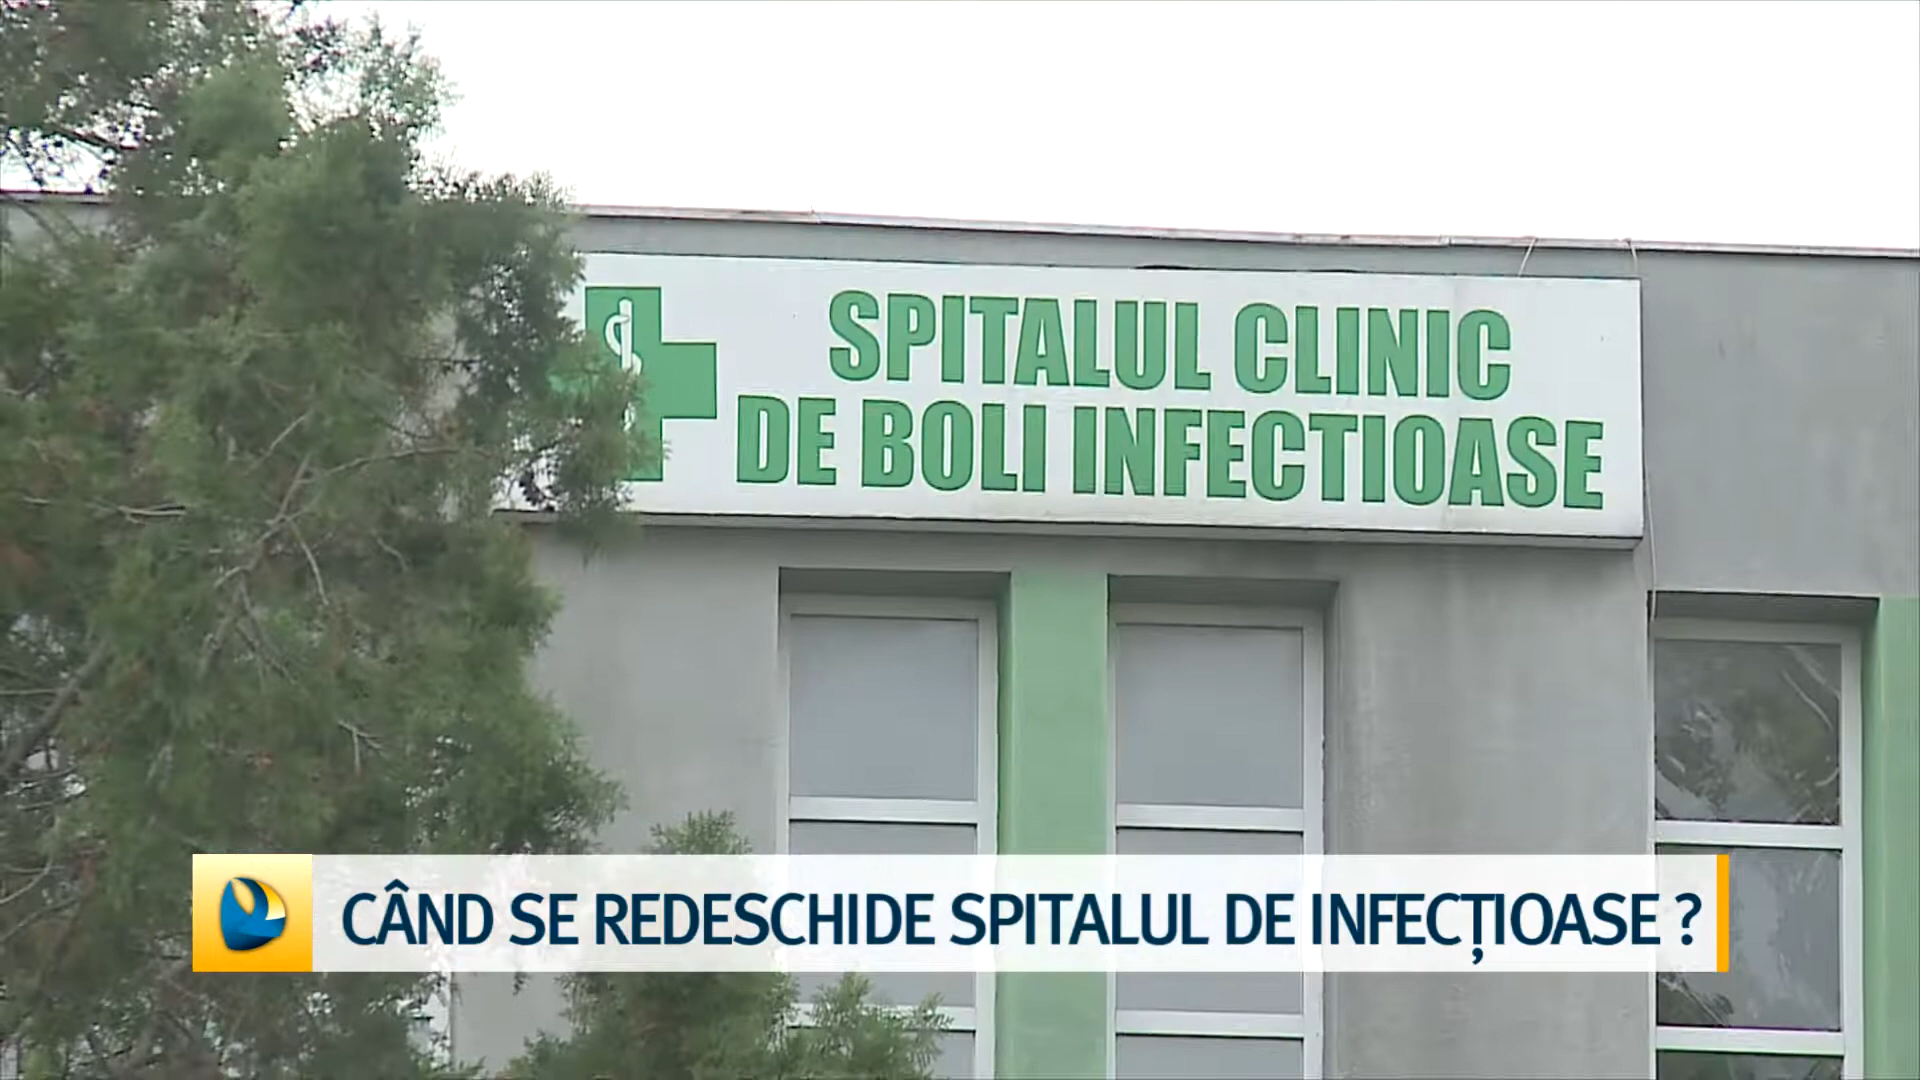 SPITALUL CLINIC
DE BOLI INFECTIOASE
CÂND SE REDESCHIDE SPITALUL DE INFECȚIOASE ?